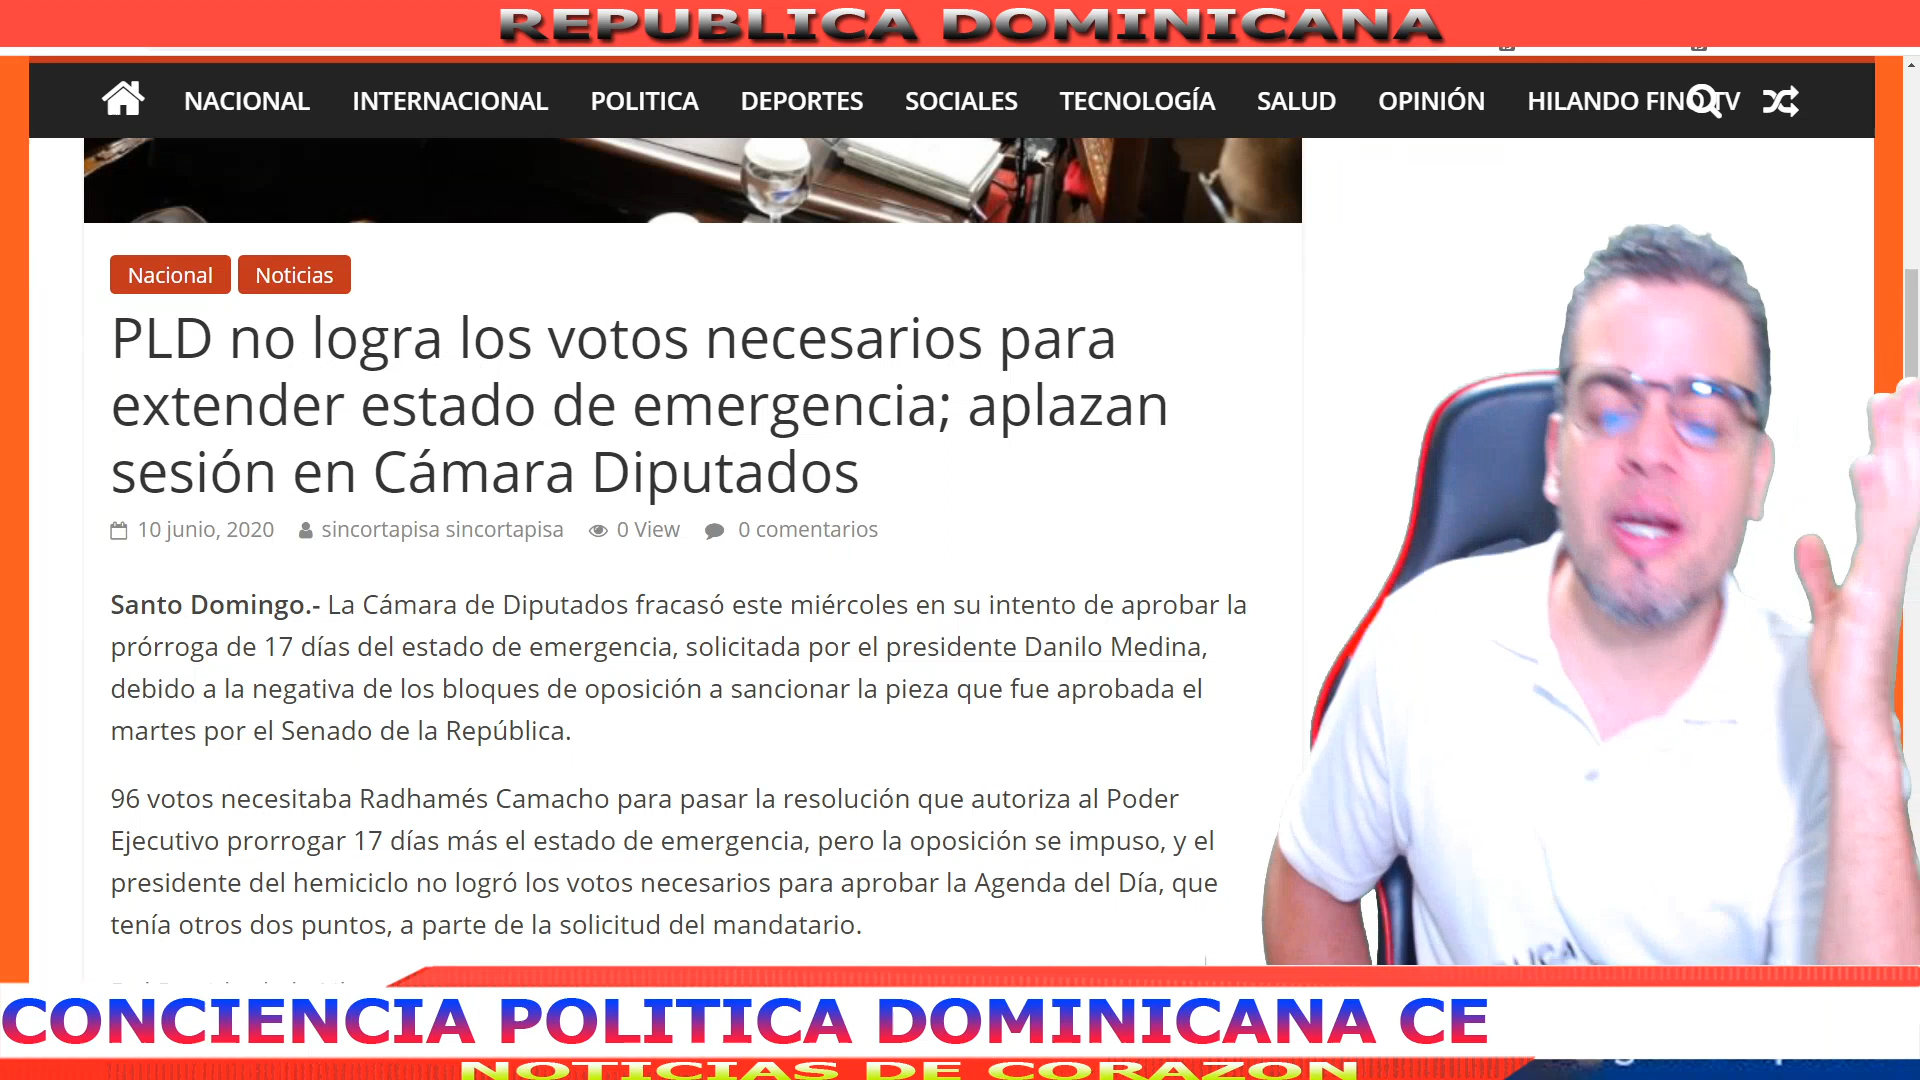 REPUBLICA DOMINICANA
NACIONAL INTERNACIONAL POLITICA DEPORTES SOCIALES TECNOLOGÍA SALUD OPINIÓN HILANDO FINO TV
Nacional Noticias
PLD no logra los votos necesarios para
extender estado de emergencia; aplazan
sesión en Cámara Diputados
10 junio, 2020 sincortapisa sincortapisa 0 View 0 comentarios
Santo Domingo.- La Cámara de Diputados fracasó este miércoles en su intento de aprobar la
prórroga de 17 días del estado de emergencia, solicitada por el presidente Danilo Medina,
debido a la negativa de los bloques de oposición a sancionar la pieza que fue aprobada el
martes por el Senado de la República.
96 votos necesitaba Radhamés Camacho para pasar la resolución que autoriza al Poder
Ejecutivo prorrogar 17 días más el estado de emergencia, pero la oposición se impuso, y el
presidente del hemiciclo no logró los votos necesarios para aprobar la Agenda del Día, que
tenía otros dos puntos, a parte de la solicitud del mandatario.
CONCIENCIA POLITICA DOMINICANA CE
NOTICIAS DE CORAZON